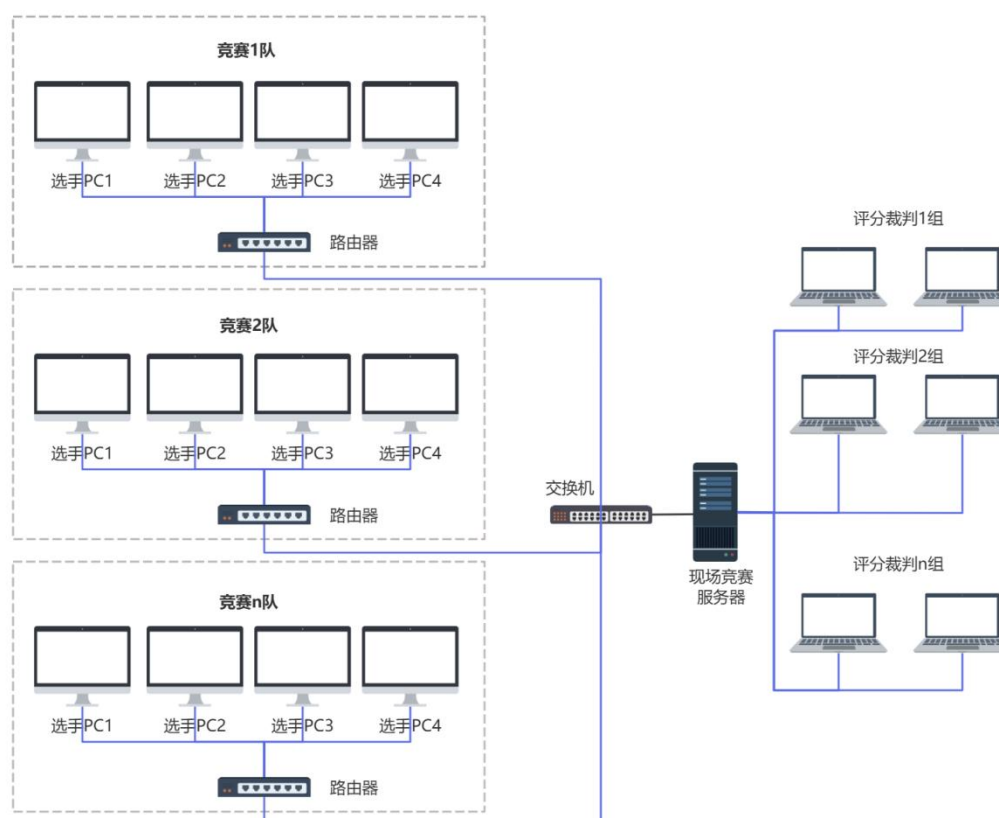 竞赛1队
选手PC1 选手PC2 选手PC3 选手PC4
路由器
竞赛2队
选手PC1 选手PC2 选手PC3 选手PC4
路由器
竞赛n队
选手PC1 选手PC2 选手PC3 选手PC4
路由器
交换机
现场竞赛
服务器
评分裁判1组
评分裁判2组
评分裁判n组